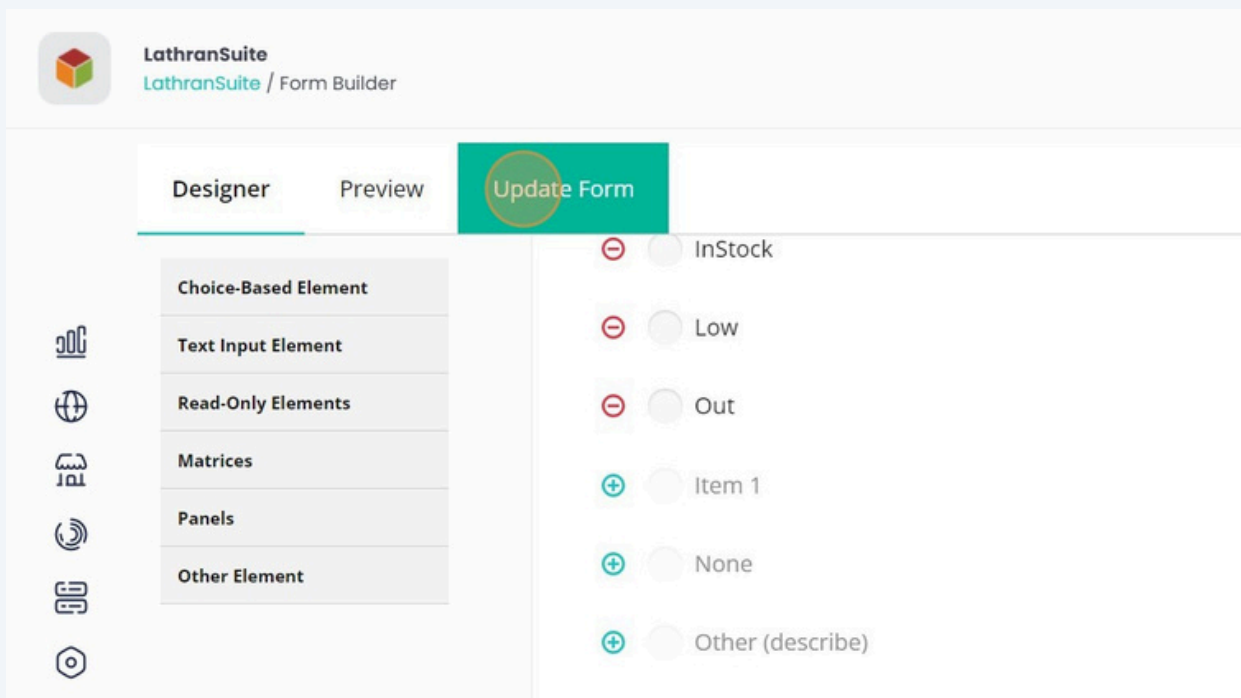 LathranSuite
LathranSuite / Form Builder
Designer
Preview
Update Form
Choice-Based Element
Text Input Element
Read-Only Elements
Matrices
Panels
Other Element
InStock
Low
Out
Item 1
None
Other (describe)